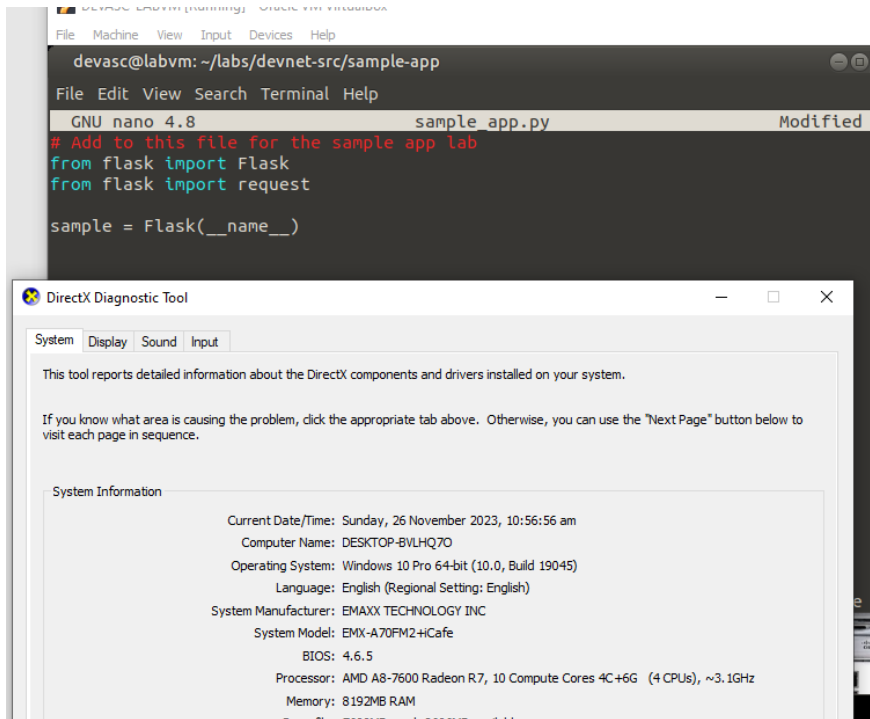 File Machine View Input Devices Help
devasc@labvm: ~/labs/devnet-src/sample-app
File Edit View Search Terminal Help
GNU nano 4.8 sample_app.py Modified
# Add to this file for the sample app lab
from flask import Flask
from flask import request
sample = Flask(__name__)
DirectX Diagnostic Tool
System Display Sound Input
This tool reports detailed information about the DirectX components and drivers installed on your system.
If you know what area is causing the problem, click the appropriate tab above. Otherwise, you can use the "Next Page" button below to
visit each page in sequence.
System Information
Current Date/Time: Sunday, 26 November 2023, 10:56:56 am
Computer Name: DESKTOP-BVLHQ7O
Operating System: Windows 10 Pro 64-bit (10.0, Build 19045)
Language: English (Regional Setting: English)
System Manufacturer: EMAXX TECHNOLOGY INC
System Model: EMX-A70FM2+iCafe
BIOS: 4.6.5
Processor: AMD A8-7600 Radeon R7, 10 Compute Cores 4C+6G (4 CPUs), ~3.1GHz
Memory: 8192MB RAM